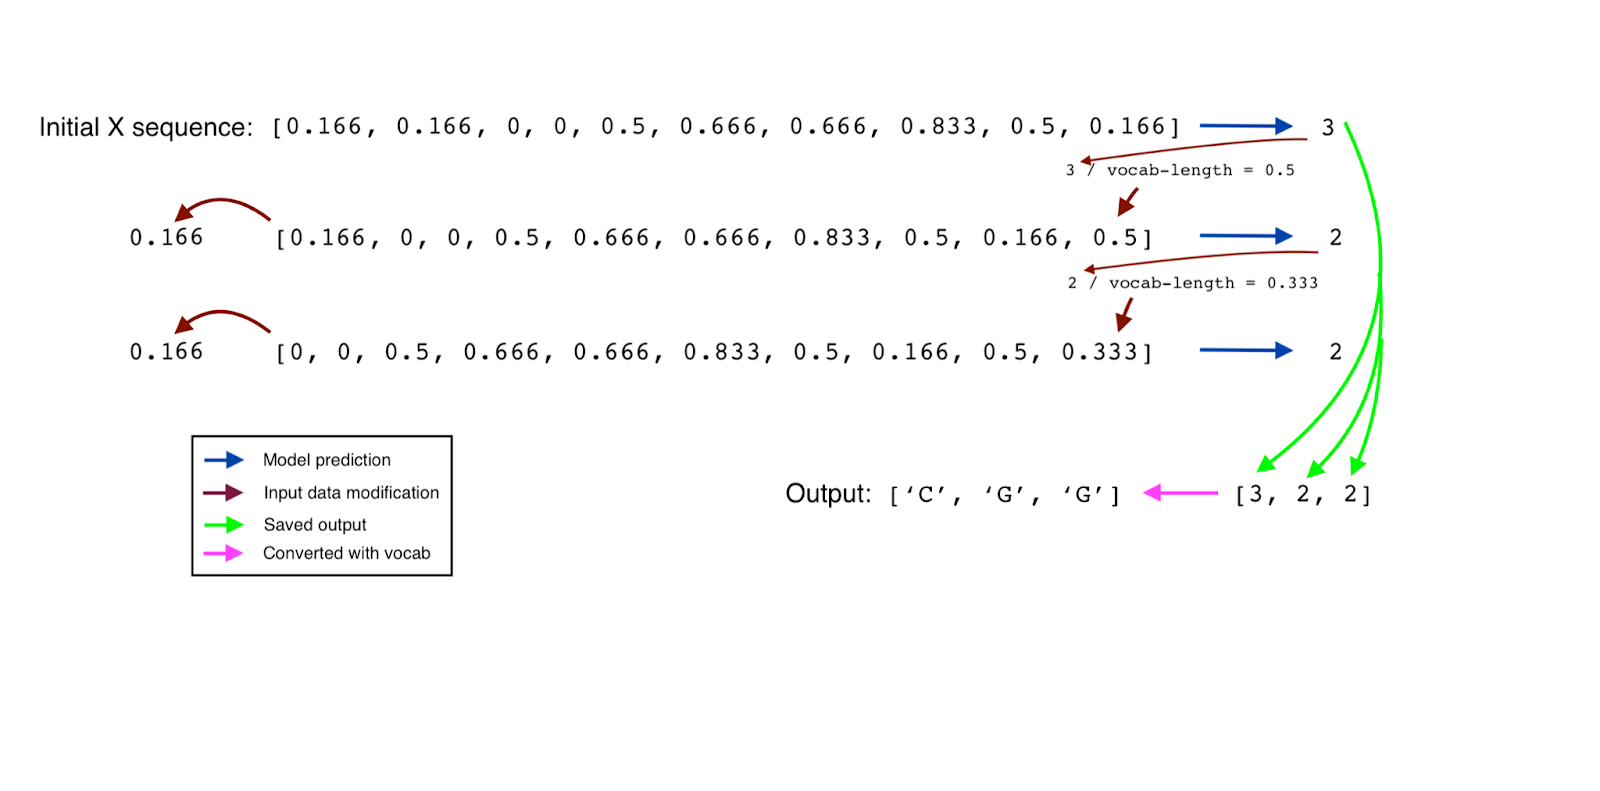 Initial X sequence: [0.166, 0.166, 0, 0, 0.5, 0.666, 0.666, 0.833, 0.5, 0.166] 3
3 / vocab-length = 0.5
0.166 [0.166, 0, 0, 0.5, 0.666, 0.666, 0.833, 0.5, 0.166, 0.5] 2
2 / vocab-length = 0.333
0.166 [0, 0, 0.5, 0.666, 0.666, 0.833, 0.5, 0.166, 0.5, 0.333] 2
Model prediction
Input data modification
Saved output
Converted with vocab
Output: [‘C’, ‘G’, ‘G’] [3, 2, 2]